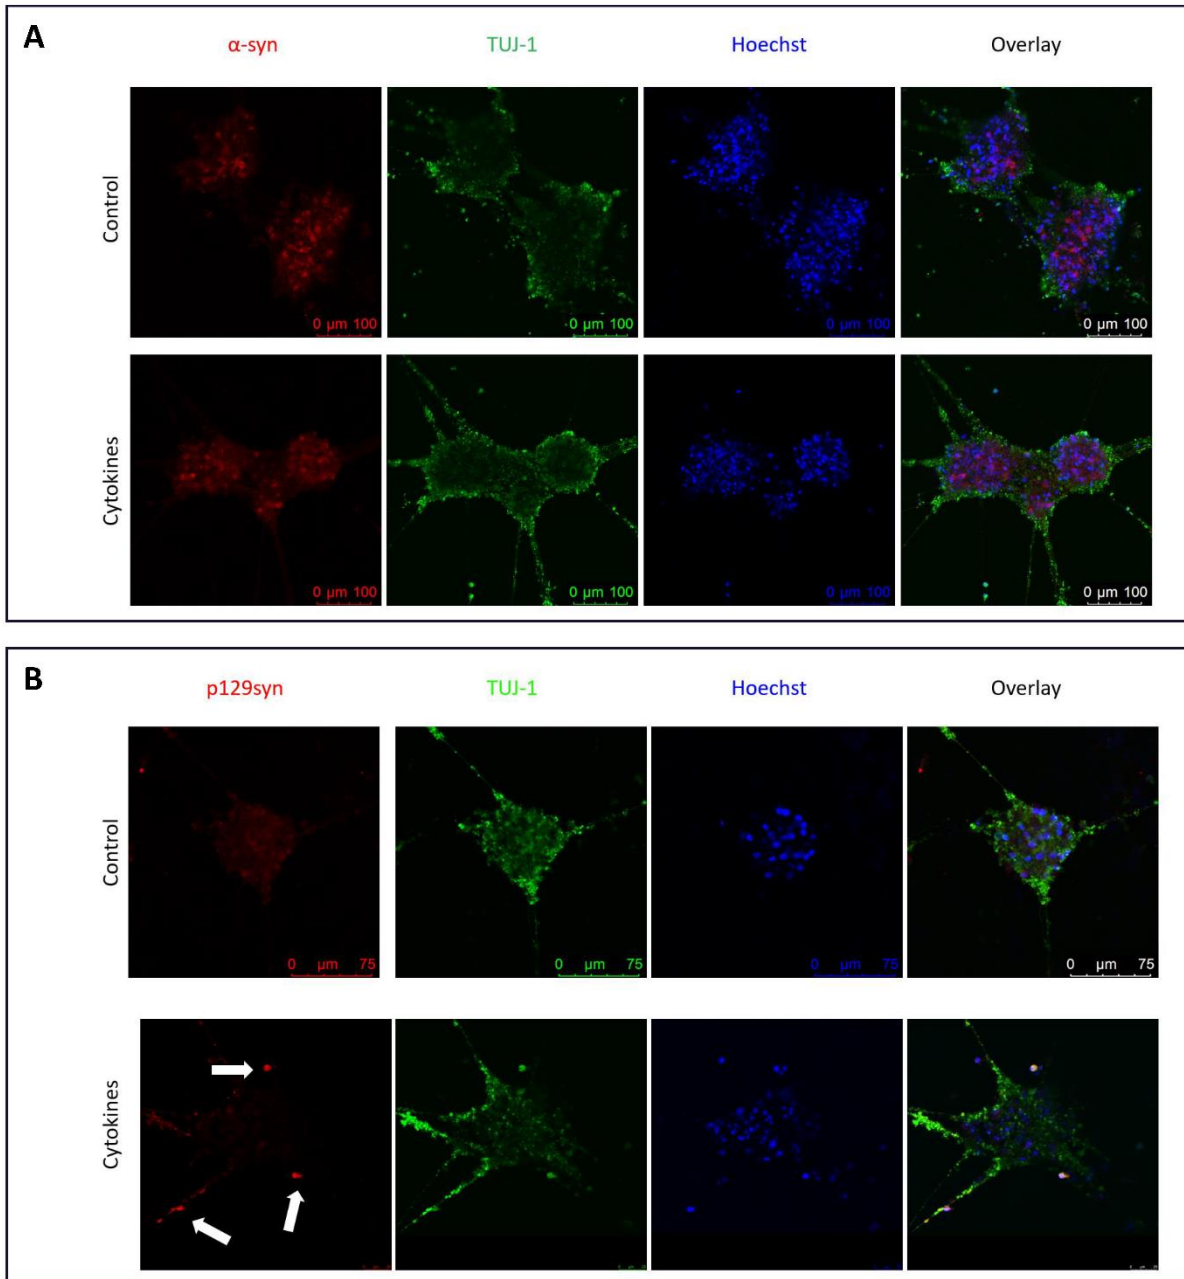 A
α-syn TUJ-1 Hoechst Overlay
Control
0 µm 100 0 µm 100 0 µm 100 0 µm 100
Cytokines
0 µm 100 0 µm 100 0 µm 100 0 µm 100
B
p129syn TUJ-1 Hoechst Overlay
Control
0 µm 75 0 µm 75 0 µm 75 0 µm 75
Cytokines